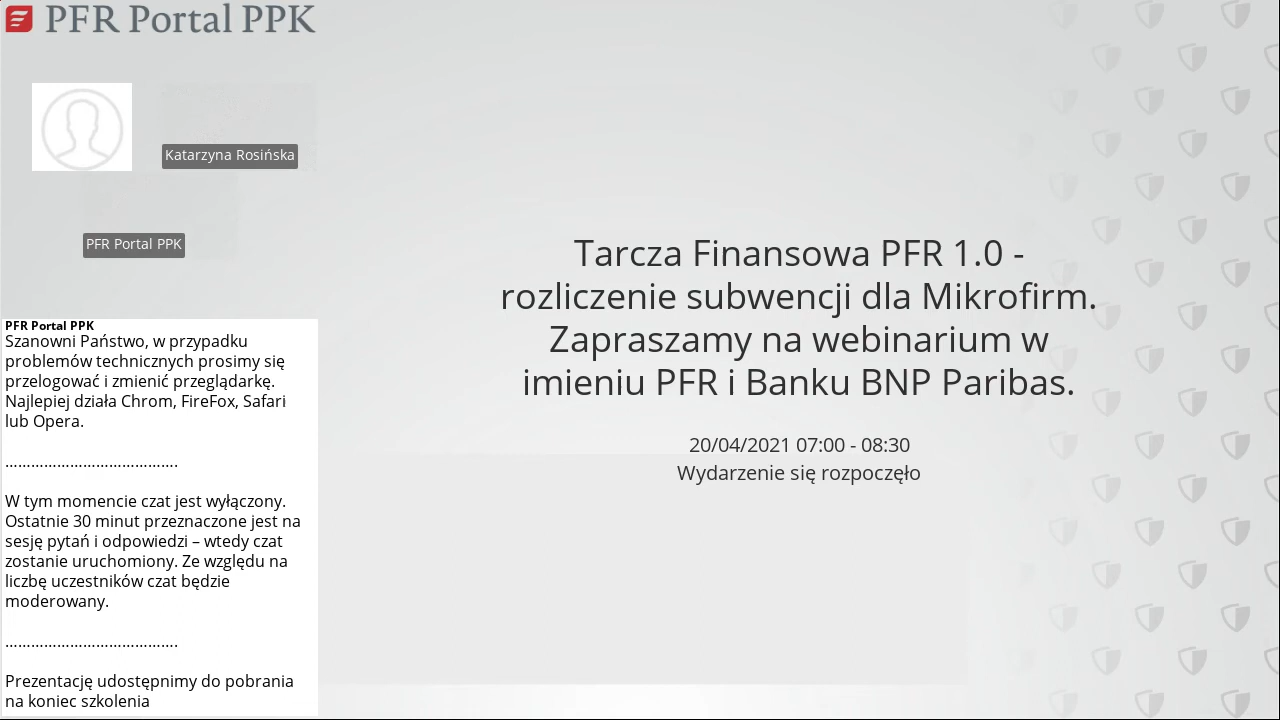 PFR Portal PPK
Katarzyna Rosińska
PFR Portal PPK
PFR Portal PPK
Szanowni Państwo, w przypadku
problemów technicznych prosimy się
przelogować i zmienić przeglądarkę.
Najlepiej działa Chrom, FireFox, Safari
lub Opera.
………………………………….
W tym momencie czat jest wyłączony.
Ostatnie 30 minut przeznaczone jest na
sesję pytań i odpowiedzi – wtedy czat
zostanie uruchomiony. Ze względu na
liczbę uczestników czat będzie
moderowany.
………………………………….
Prezentację udostępnimy do pobrania
na koniec szkolenia
Tarcza Finansowa PFR 1.0 -
rozliczenie subwencji dla Mikrofirm.
Zapraszamy na webinarium w
imieniu PFR i Banku BNP Paribas.
20/04/2021 07:00 - 08:30
Wydarzenie się rozpoczęło